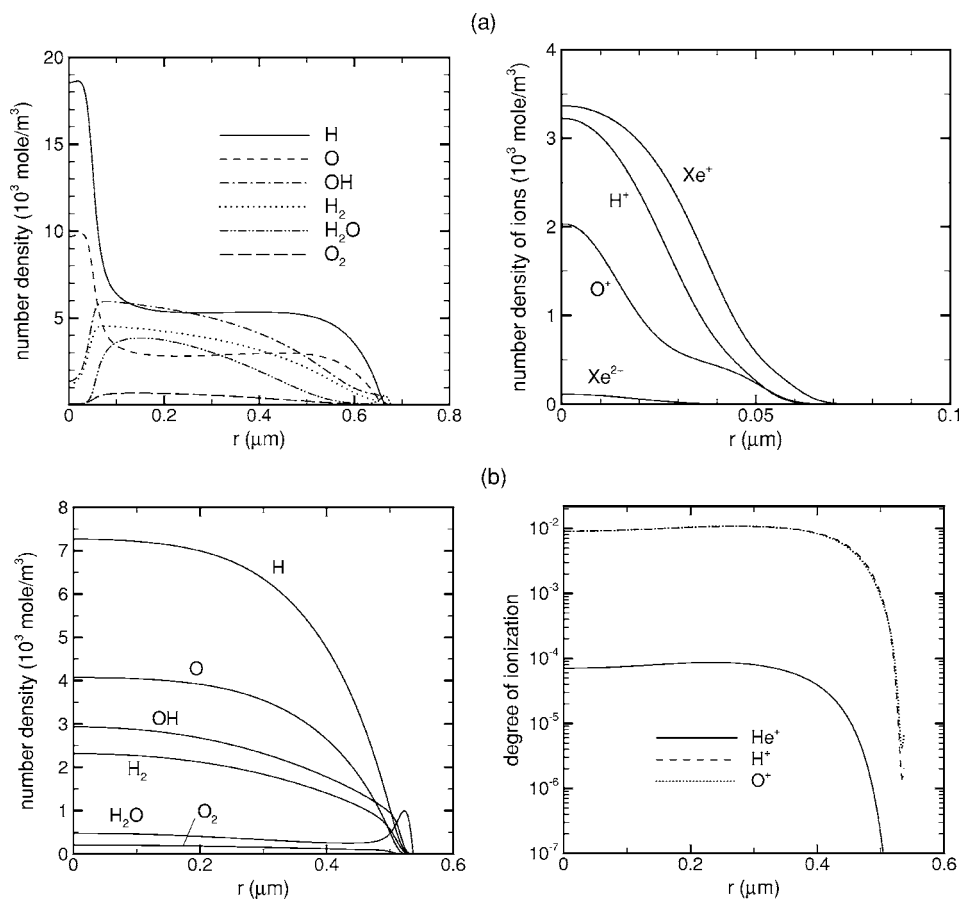 (a)
20
15
10
5
0
0
0.2
0.4
0.6
0.8
number density (10³ mole/m³)
r (μm)
H
O
OH
H₂
H₂O
O₂
4
3
2
1
0
0
0.05
0.1
number density of ions (10³ mole/m³)
r (μm)
Xe⁺
H⁺
O⁺
Xe²⁻
(b)
8
7
6
5
4
3
2
1
0
0
0.2
0.4
0.6
number density (10³ mole/m³)
r (μm)
H
O
OH
H₂
H₂O
O₂
10⁻²
10⁻³
10⁻⁴
10⁻⁵
10⁻⁶
10⁻⁷
0
0.2
0.4
0.6
degree of ionization
r (μm)
He⁺
H⁺
O⁺